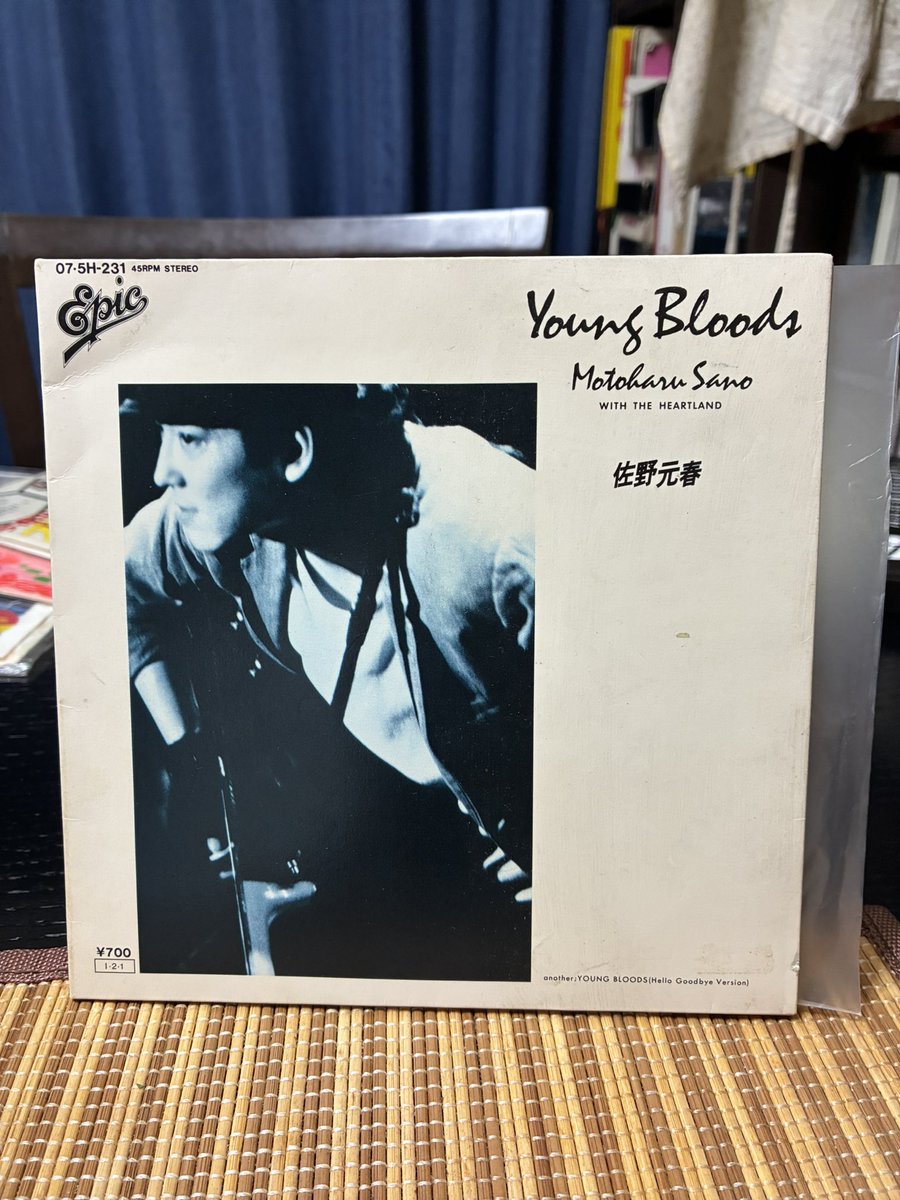 07・5H-231 45RPM STEREO
Epic
Young Bloods
Motoharu Sano
WITH THE HEARTLAND
佐野元春
¥700
1-2-1
another;YOUNG BLOODS(Hello Goodbye Version)